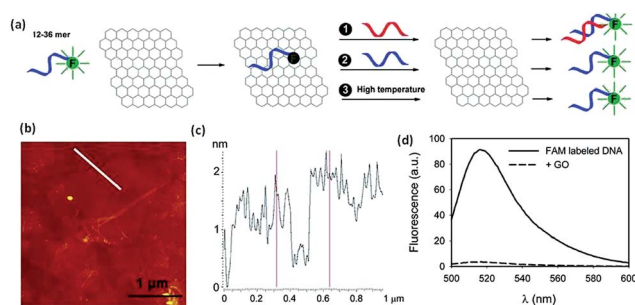 (a)
12-36 mer
F
F
1
2
3 High temperature
F
F
F
(b)
1 μm
(c)
nm
2
1
0
0 0.2 0.4 0.6 0.8 1 μm
(d)
Fluorescence (a.u.)
100
80
60
40
20
0
FAM labeled DNA
+ GO
500 520 540 560 580 600
λ (nm)